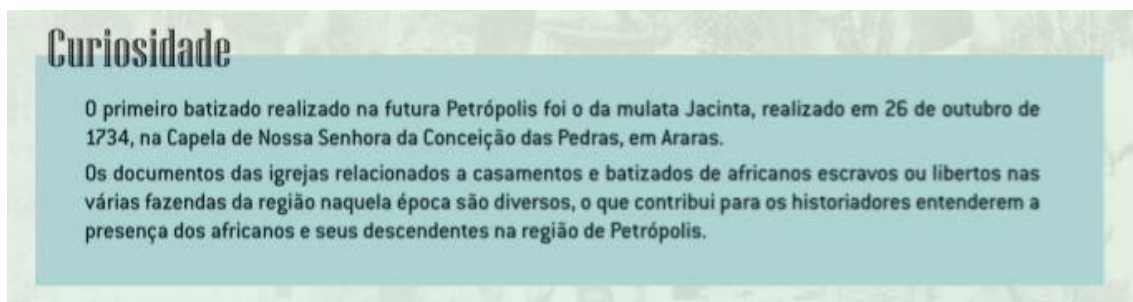 Curiosidade
O primeiro batizado realizado na futura Petrópolis foi o da mulata Jacinta, realizado em 26 de outubro de
1734, na Capela de Nossa Senhora da Conceição das Pedras, em Araras.
Os documentos das igrejas relacionados a casamentos e batizados de africanos escravos ou libertos nas
várias fazendas da região naquela época são diversos, o que contribui para os historiadores entenderem a
presença dos africanos e seus descendentes na região de Petrópolis.